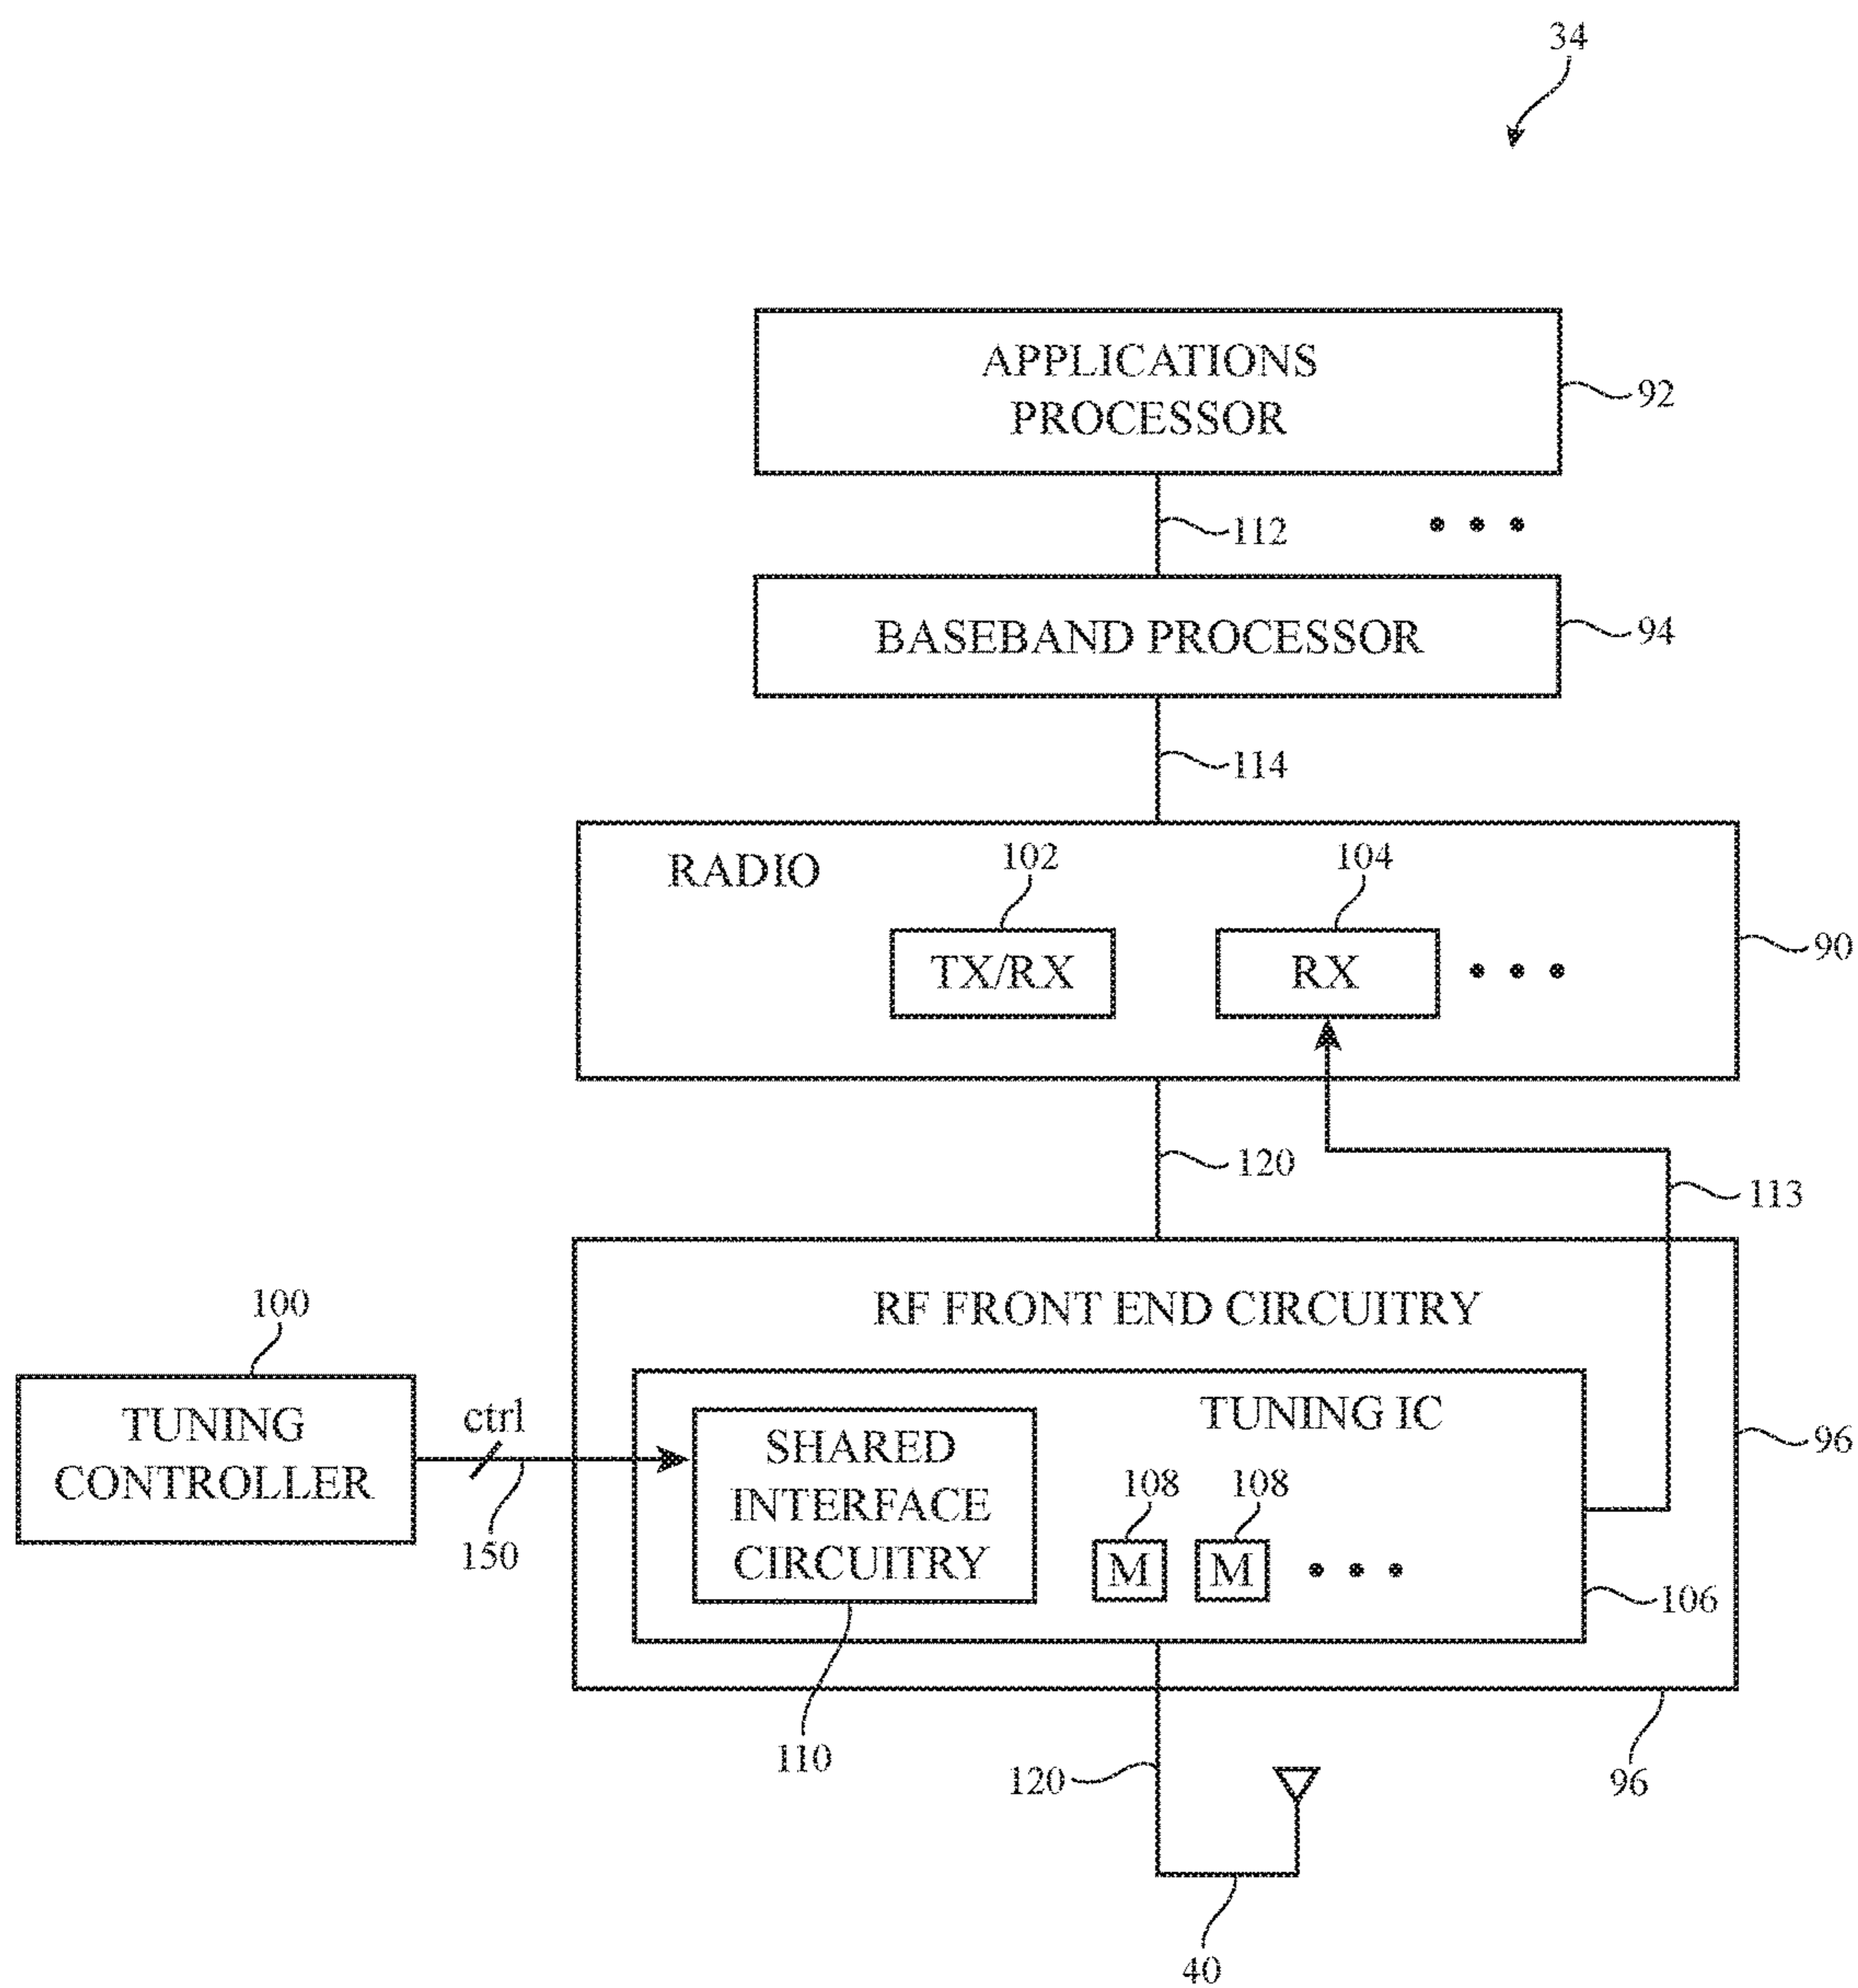 34
APPLICATIONS
PROCESSOR
92
112
BASEBAND PROCESSOR
94
114
RADIO
102
104
TX/RX
RX
90
120
113
RF FRONT END CIRCUITRY
100
TUNING
CONTROLLER
ctrl
150
TUNING IC
SHARED
INTERFACE
CIRCUITRY
108
108
M
M
96
106
110
120
96
40